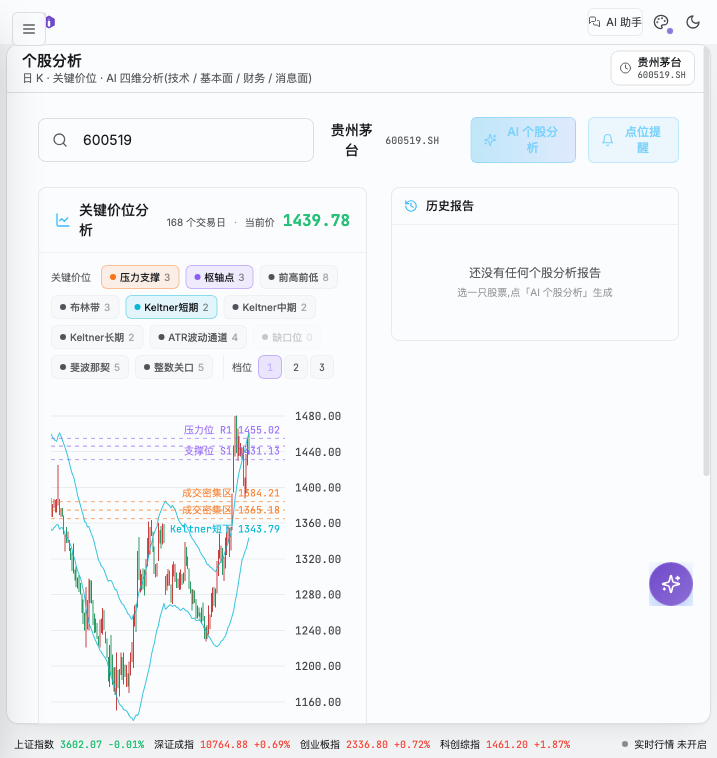 AI 助手
个股分析
日 K · 关键价位 · AI 四维分析(技术 / 基本面 / 财务 / 消息面)
贵州茅台
600519.SH
600519
贵州茅
台
600519.SH
AI 个股分
析
点位提
醒
关键价位分
析
168 个交易日 · 当前价 1439.78
历史报告
关键价位 压力支撑 3 枢轴点 3 前高前低 8
布林带 3 Keltner短期 2 Keltner中期 2
Keltner长期 2 ATR波动通道 4 缺口位 0
斐波那契 5 整数关口 5 档位 1 2 3
还没有任何个股分析报告
选一只股票,点「AI 个股分析」生成
1480.00
压力位 R1 1455.02
1440.00
支撑位 S1 1431.13
1400.00
成交密集区 1384.21
成交密集区 1365.18
1360.00
Keltner短下 1343.79
1320.00
1280.00
1240.00
1200.00
1160.00
上证指数 3602.07 -0.01% 深证成指 10764.88 +0.69% 创业板指 2336.80 +0.72% 科创综指 1461.20 +1.87%
实时行情 未开启